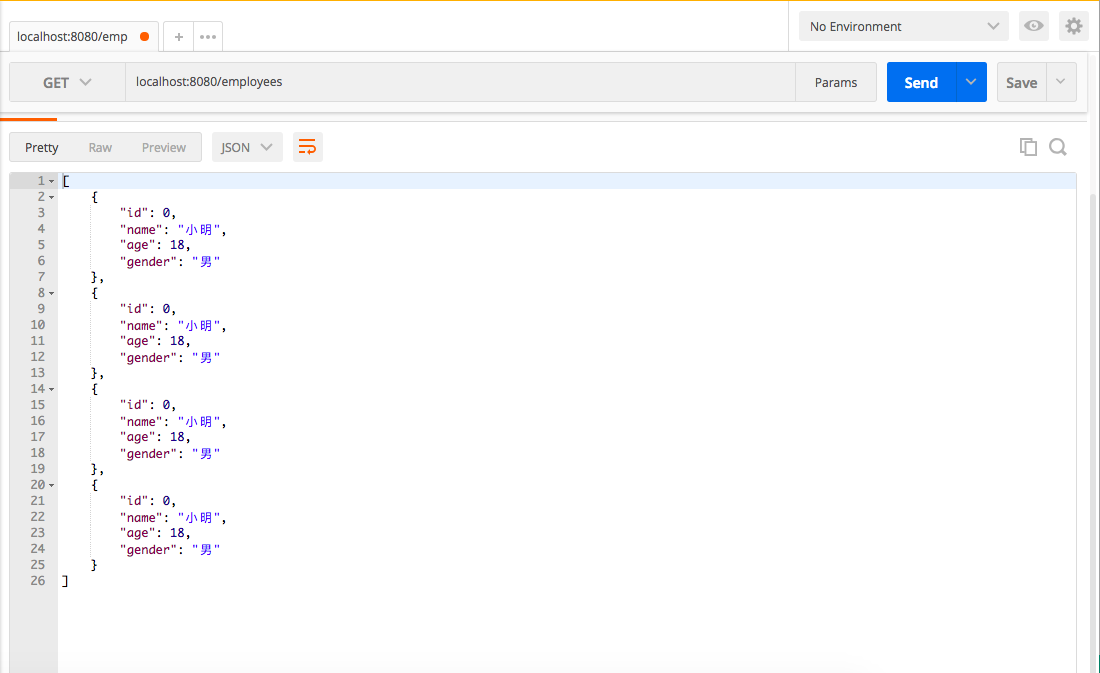 localhost:8080/emp
No Environment
GET localhost:8080/employees Params Send Save
Pretty Raw Preview JSON
1 [
2 {
3 "id": 0,
4 "name": "小明",
5 "age": 18,
6 "gender": "男"
7 },
8 {
9 "id": 0,
10 "name": "小明",
11 "age": 18,
12 "gender": "男"
13 },
14 {
15 "id": 0,
16 "name": "小明",
17 "age": 18,
18 "gender": "男"
19 },
20 {
21 "id": 0,
22 "name": "小明",
23 "age": 18,
24 "gender": "男"
25 }
26 ]